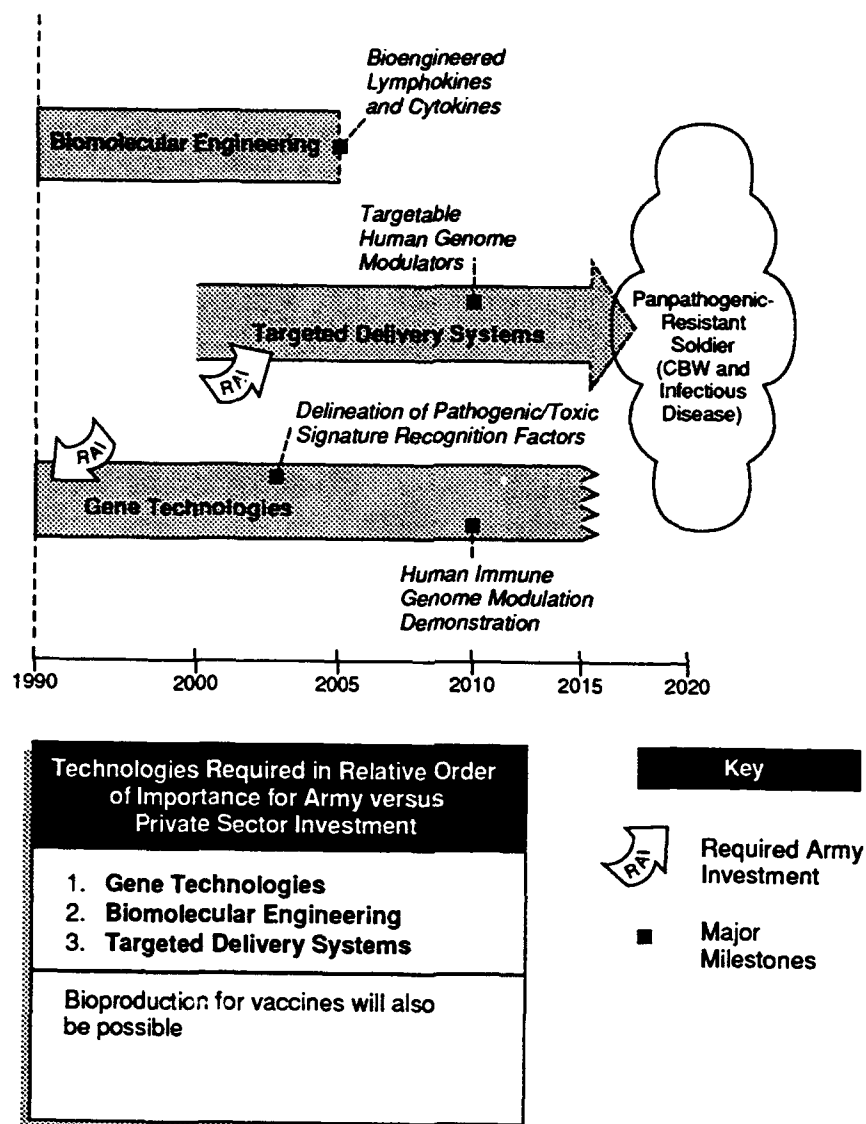 Bioengineered
Lymphokines
and Cytokines
Biomolecular Engineering
Targetable
Human Genome
Modulators
Targeted Delivery Systems
RAI
Panpathogenic-
Resistant
Soldier
(CBW and
Infectious
Disease)
Delineation of Pathogenic/Toxic
Signature Recognition Factors
RAI
Gene Technologies
Human Immune
Genome Modulation
Demonstration
1990
2000
2005
2010
2015
2020
Technologies Required in Relative Order
of Importance for Army versus
Private Sector Investment
1. Gene Technologies
2. Biomolecular Engineering
3. Targeted Delivery Systems
Bioproduction for vaccines will also
be possible
Key
RAI
Required Army
Investment
Major
Milestones